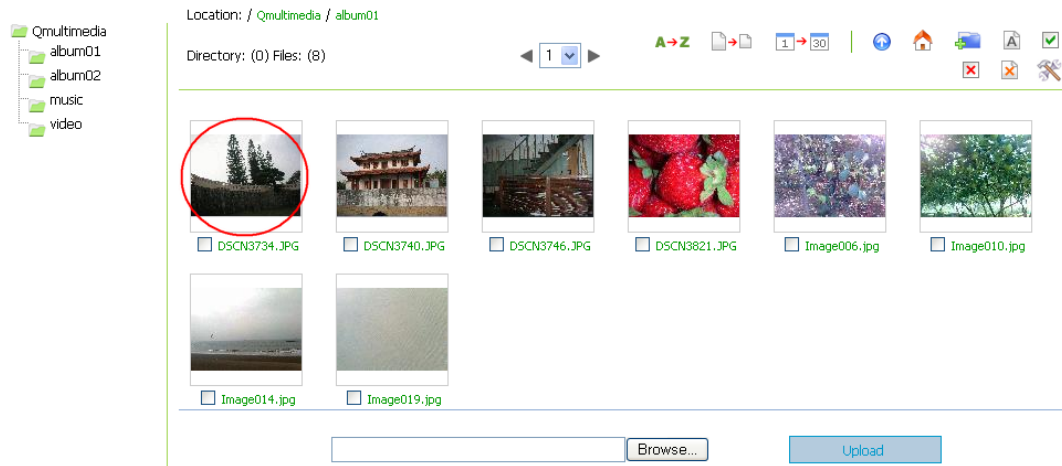 Location: / Qmultimedia / album01
Qmultimedia
album01
album02
music
video
Directory: (0) Files: (8)
1
A→Z
1 → 30
A
DSCN3734.JPG
DSCN3740.JPG
DSCN3746.JPG
DSCN3821.JPG
Image006.jpg
Image010.jpg
Image014.jpg
Image019.jpg
Browse...
Upload